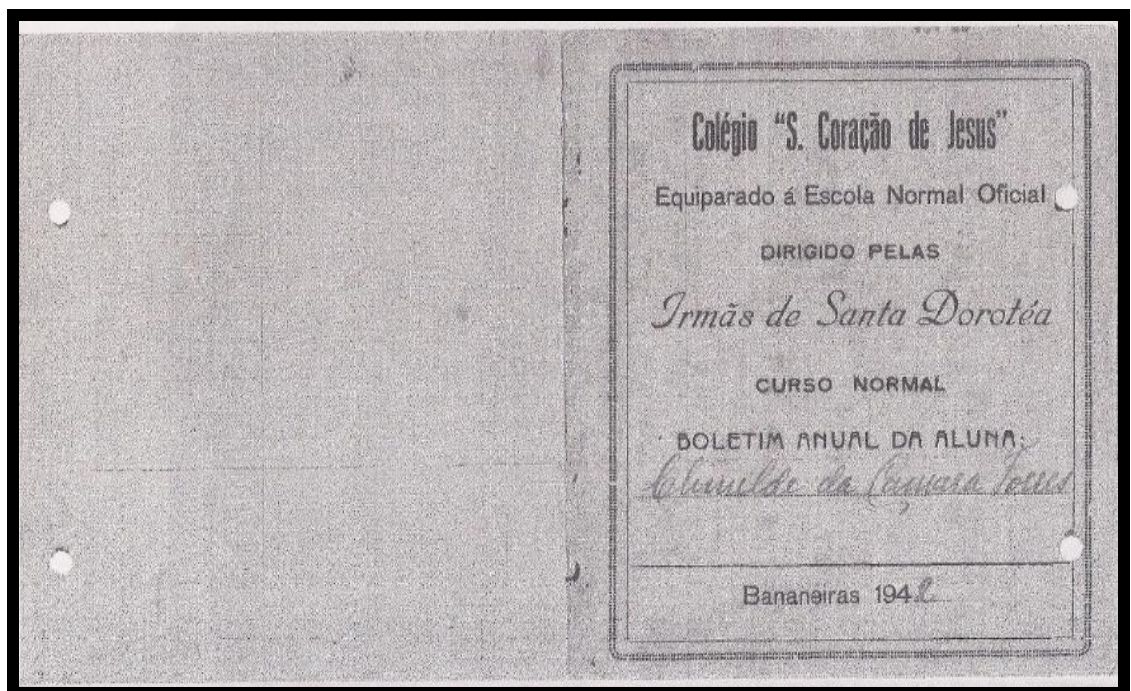 Colégio “S. Coração de Jesus”
Equiparado á Escola Normal Oficial
DIRIGIDO PELAS
Irmãs de Santa Dorotéa
CURSO NORMAL
BOLETIM ANUAL DA ALUNA:
da Camara Torres
Bananeiras 1942